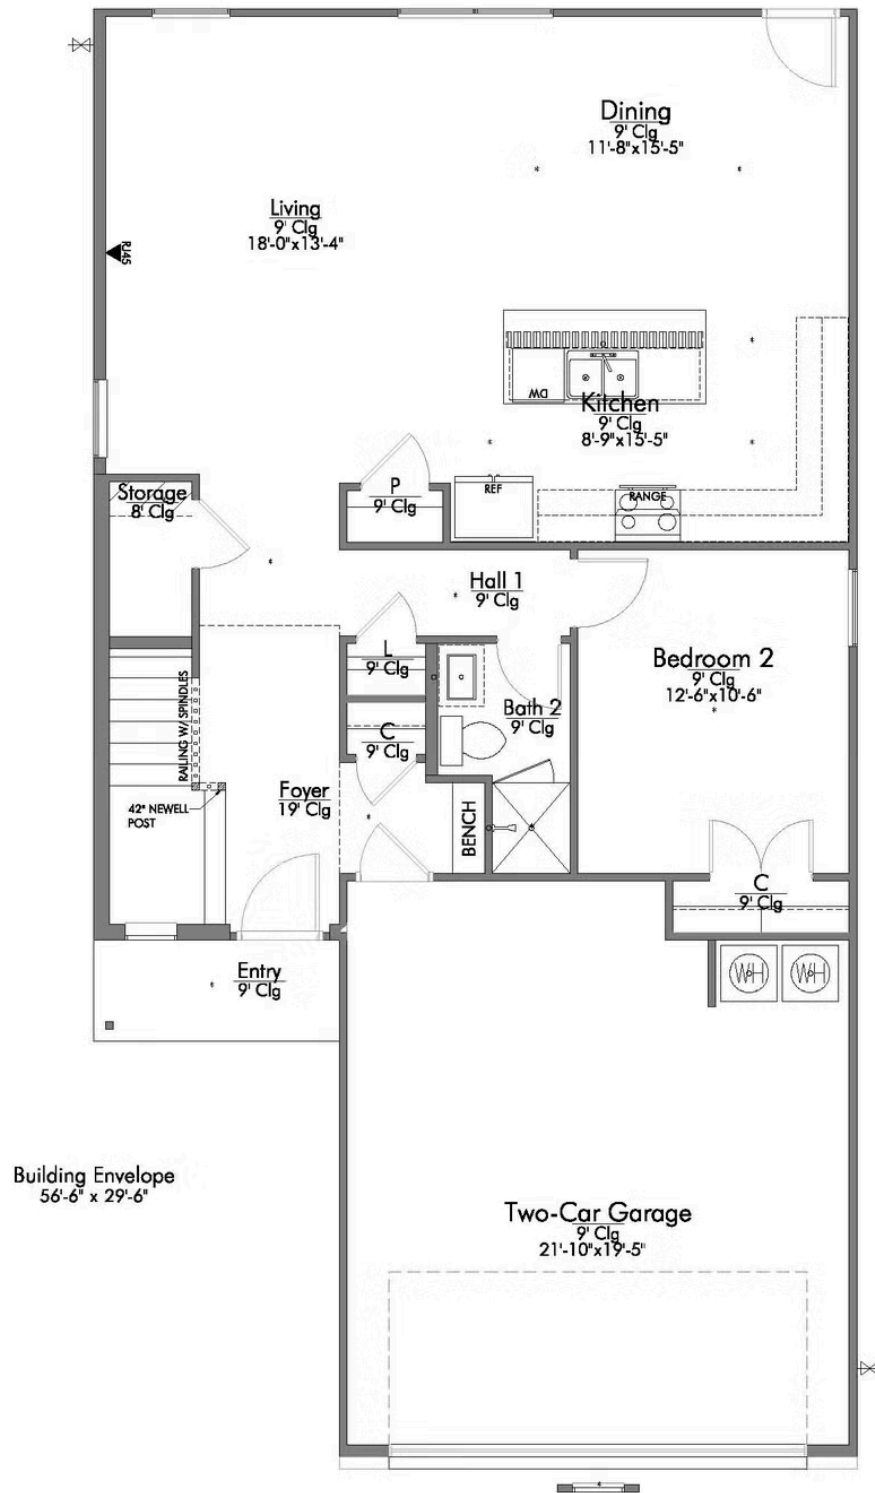 Dining
9' Clg
11'-8"x15'-5"
Living
9' Clg
18'-0"x13'-4"
RJ45
DW
Kitchen
9' Clg
8'-9"x15'-5"
Storage
8' Clg
P
9' Clg
REF
RANGE
Hall 1
9' Clg
L
9' Clg
Bedroom 2
9' Clg
12'-6"x10'-6"
RAILING W/ SPINDLES
Bath 2
9' Clg
C
9' Clg
Foyer
19' Clg
42" NEWELL
POST
BENCH
C
9' Clg
Entry
9' Clg
WH
WH
Building Envelope
56'-6" x 29'-6"
Two-Car Garage
9' Clg
21'-10"x19'-5"